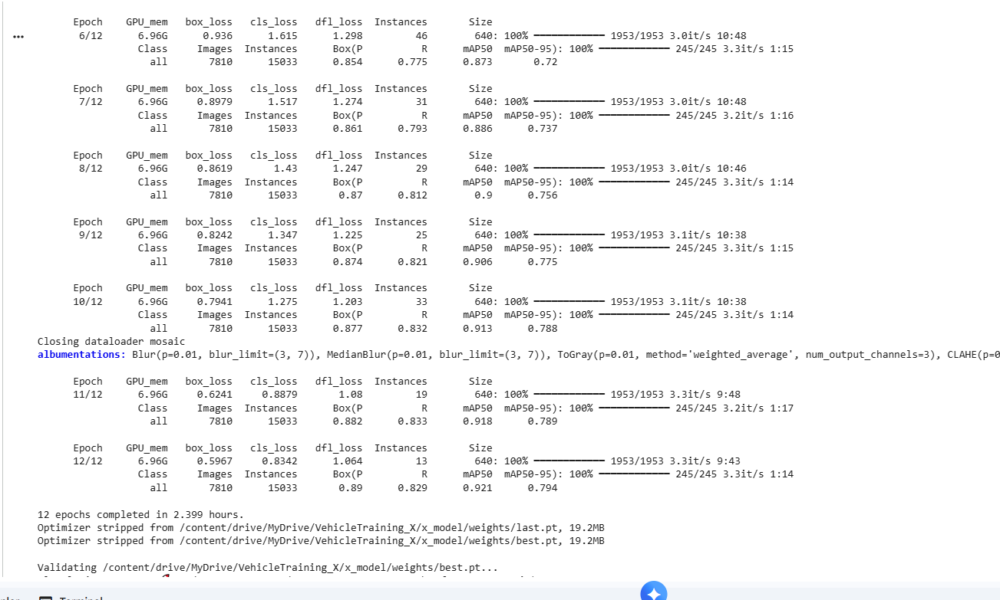 Epoch GPU_mem box_loss cls_loss dfl_loss Instances Size
6/12 6.96G 0.936 1.615 1.298 46 640: 100% ━━━━━━━━━━━━ 1953/1953 3.0it/s 10:48
Class Images Instances Box(P R mAP50 mAP50-95): 100% ━━━━━━━━━━━━ 245/245 3.3it/s 1:15
all 7810 15033 0.854 0.775 0.873 0.72
Epoch GPU_mem box_loss cls_loss dfl_loss Instances Size
7/12 6.96G 0.8979 1.517 1.274 31 640: 100% ━━━━━━━━━━━━ 1953/1953 3.0it/s 10:48
Class Images Instances Box(P R mAP50 mAP50-95): 100% ━━━━━━━━━━━━ 245/245 3.2it/s 1:16
all 7810 15033 0.861 0.793 0.886 0.737
Epoch GPU_mem box_loss cls_loss dfl_loss Instances Size
8/12 6.96G 0.8619 1.43 1.247 29 640: 100% ━━━━━━━━━━━━ 1953/1953 3.0it/s 10:46
Class Images Instances Box(P R mAP50 mAP50-95): 100% ━━━━━━━━━━━━ 245/245 3.3it/s 1:14
all 7810 15033 0.87 0.812 0.9 0.756
Epoch GPU_mem box_loss cls_loss dfl_loss Instances Size
9/12 6.96G 0.8242 1.347 1.225 25 640: 100% ━━━━━━━━━━━━ 1953/1953 3.1it/s 10:38
Class Images Instances Box(P R mAP50 mAP50-95): 100% ━━━━━━━━━━━━ 245/245 3.3it/s 1:15
all 7810 15033 0.874 0.821 0.906 0.775
Epoch GPU_mem box_loss cls_loss dfl_loss Instances Size
10/12 6.96G 0.7941 1.275 1.203 33 640: 100% ━━━━━━━━━━━━ 1953/1953 3.1it/s 10:38
Class Images Instances Box(P R mAP50 mAP50-95): 100% ━━━━━━━━━━━━ 245/245 3.3it/s 1:14
all 7810 15033 0.877 0.832 0.913 0.788
Closing dataloader mosaic
albumentations: Blur(p=0.01, blur_limit=(3, 7)), MedianBlur(p=0.01, blur_limit=(3, 7)), ToGray(p=0.01, method='weighted_average', num_output_channels=3), CLAHE(p=0
Epoch GPU_mem box_loss cls_loss dfl_loss Instances Size
11/12 6.96G 0.6241 0.8879 1.08 19 640: 100% ━━━━━━━━━━━━ 1953/1953 3.3it/s 9:48
Class Images Instances Box(P R mAP50 mAP50-95): 100% ━━━━━━━━━━━━ 245/245 3.2it/s 1:17
all 7810 15033 0.882 0.833 0.918 0.789
Epoch GPU_mem box_loss cls_loss dfl_loss Instances Size
12/12 6.96G 0.5967 0.8342 1.064 13 640: 100% ━━━━━━━━━━━━ 1953/1953 3.3it/s 9:43
Class Images Instances Box(P R mAP50 mAP50-95): 100% ━━━━━━━━━━━━ 245/245 3.3it/s 1:14
all 7810 15033 0.89 0.829 0.921 0.794
12 epochs completed in 2.399 hours.
Optimizer stripped from /content/drive/MyDrive/VehicleTraining_X/x_model/weights/last.pt, 19.2MB
Optimizer stripped from /content/drive/MyDrive/VehicleTraining_X/x_model/weights/best.pt, 19.2MB
Validating /content/drive/MyDrive/VehicleTraining_X/x_model/weights/best.pt...
Terminal